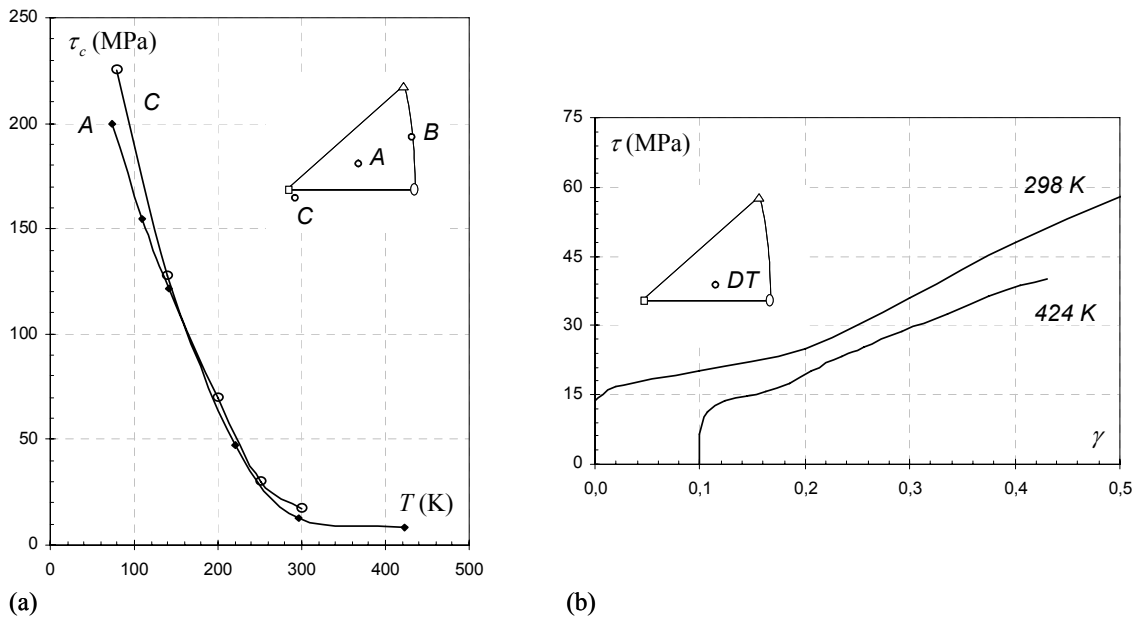 250
200
150
100
50
0
τc (MPa)
C
A
B
A
C
T (K)
0 100 200 300 400 500
(a)
75
60
45
30
15
0
τ (MPa)
298 K
DT
424 K
γ
0,0 0,1 0,2 0,3 0,4 0,5
(b)